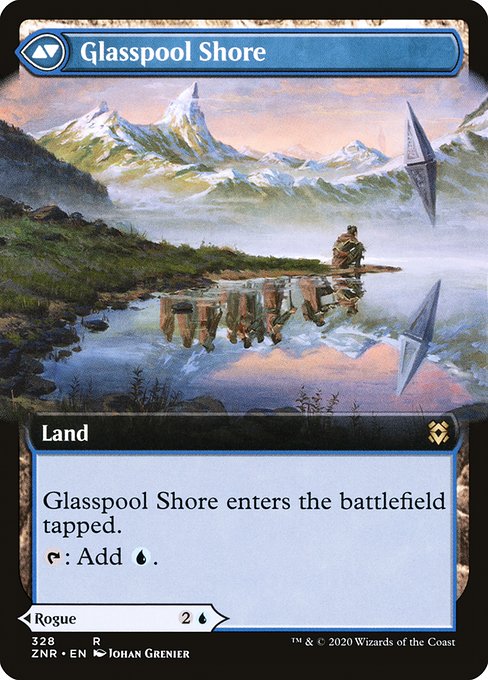 Glasspool Shore
Land
Glasspool Shore enters the battlefield
tapped.
: Add .
Rogue 2
328 R
ZNR • EN Johan Grenier
™ & © 2020 Wizards of the Coast